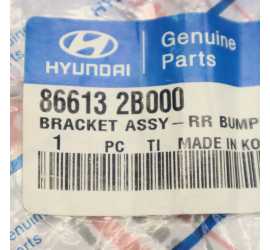 HYUNDAI
Genuine
Parts
86613 2B000
BRACKET ASSY-RR BUMP
1 PC TI MADE IN KO